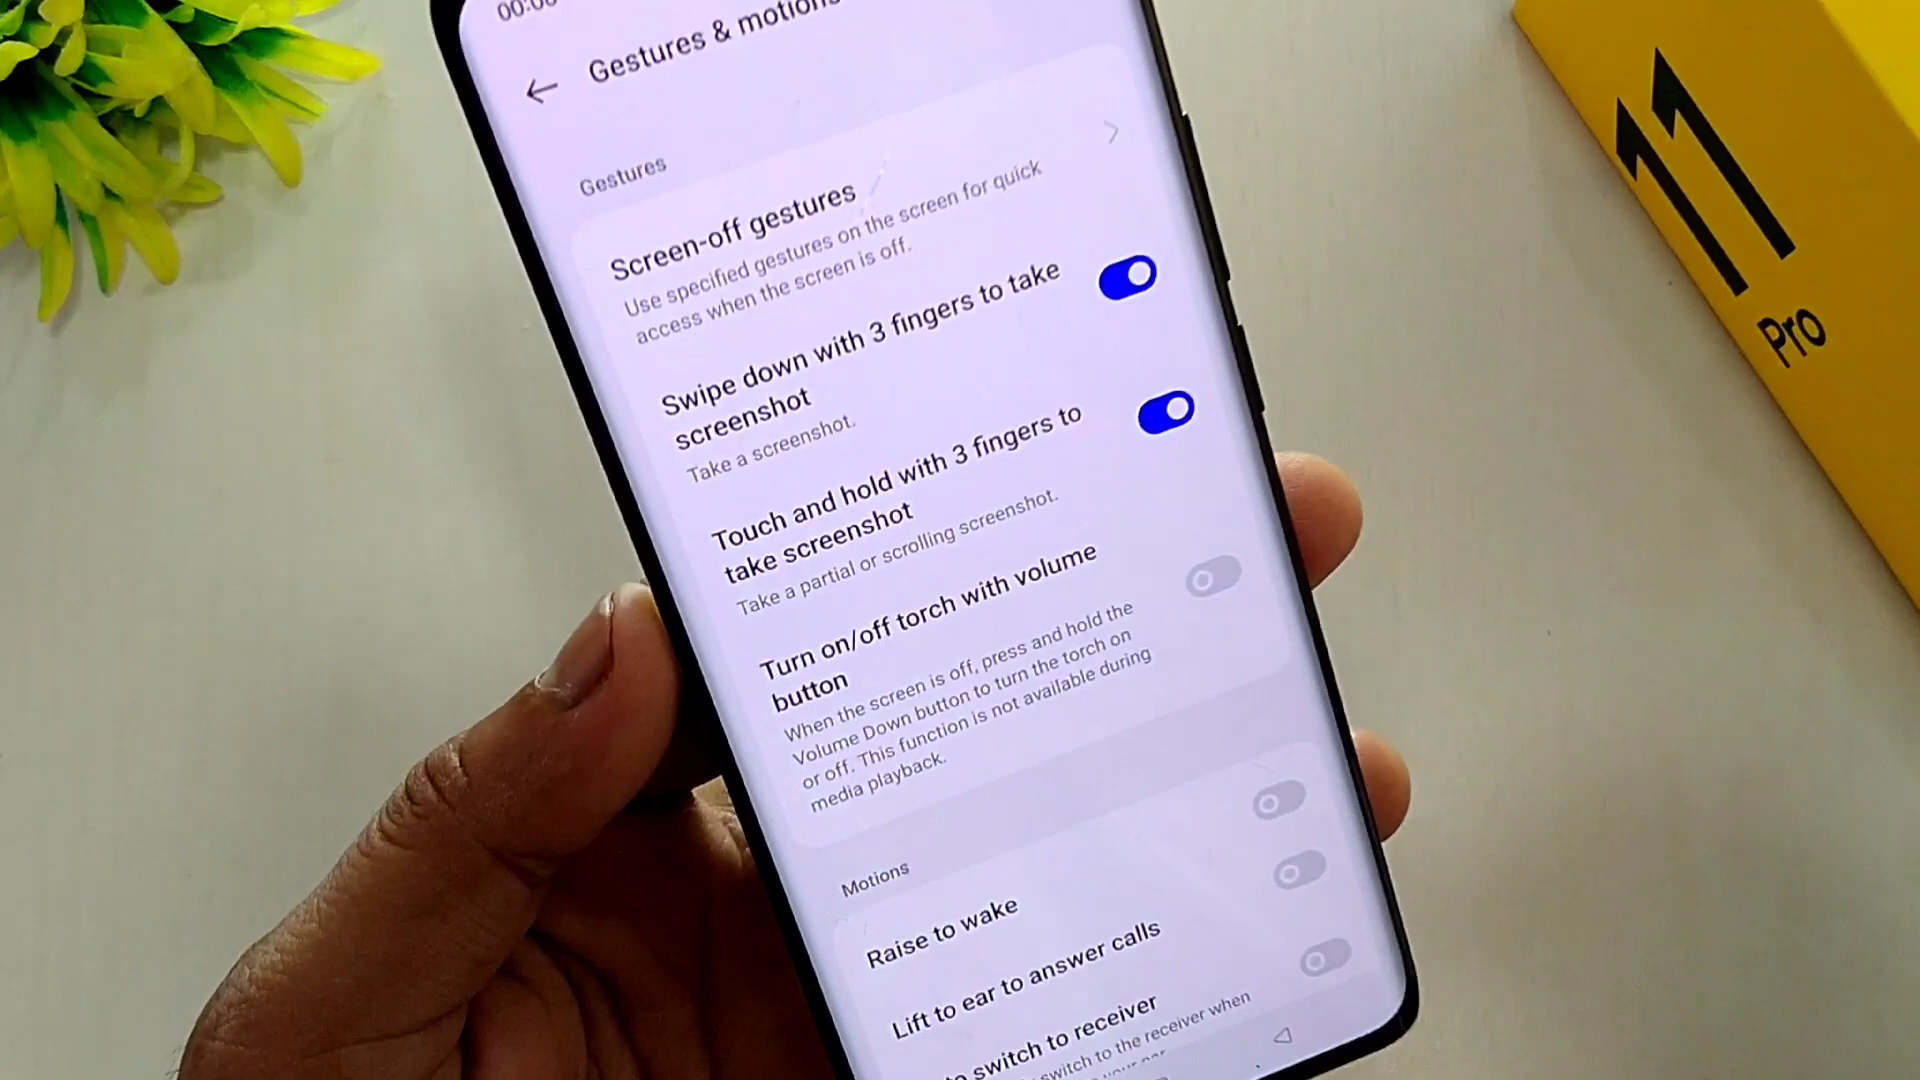 Gestures & motions
Gestures
Screen-off gestures
Use specified gestures on the screen for quick
access when the screen is off.
Swipe down with 3 fingers to take
screenshot
Take a screenshot.
Touch and hold with 3 fingers to
take screenshot
Take a partial or scrolling screenshot.
Turn on/off torch with volume
button
When the screen is off, press and hold the
Volume Down button to turn the torch on
or off. This function is not available during
media playback.
Motions
Raise to wake
Lift to ear to answer calls
switch to receiver
switch to the receiver when
11
Pro